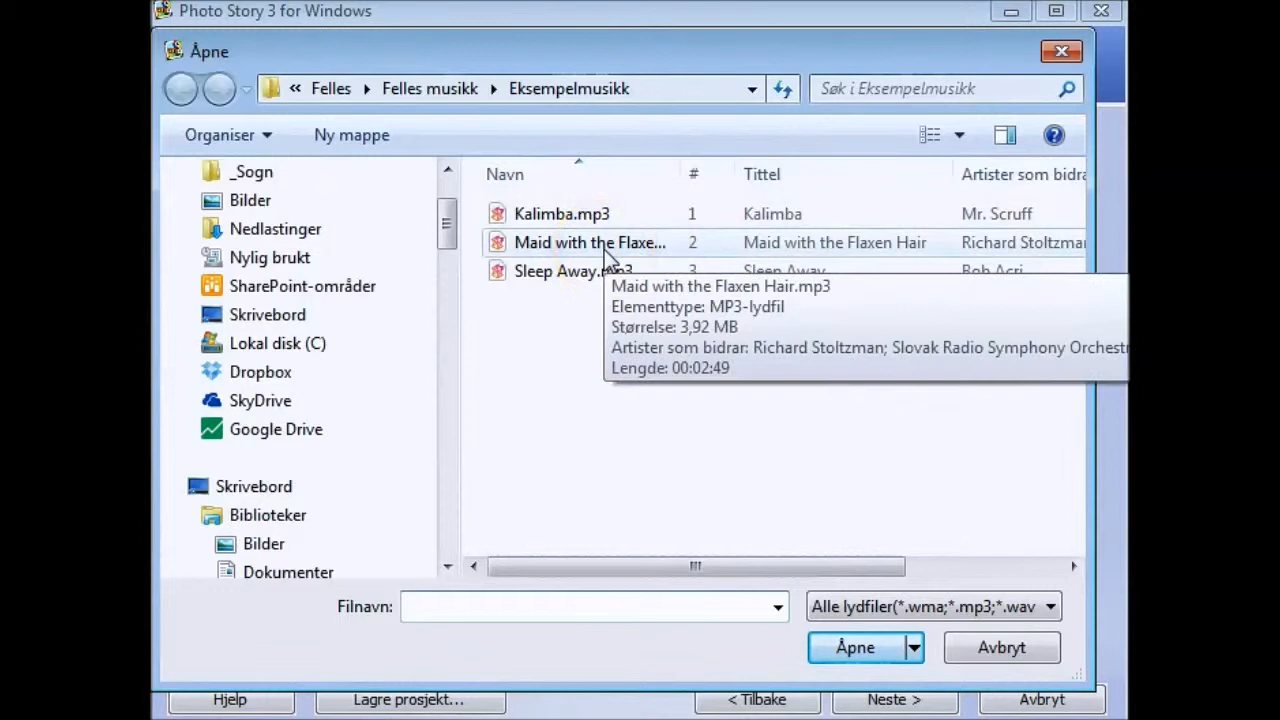 Photo Story 3 for Windows
Åpne
« Felles Felles musikk Eksempelmusikk
Søk i Eksempelmusikk
Organiser Ny mappe
_Sogn
Bilder
Nedlastinger
Nylig brukt
SharePoint-områder
Skrivebord
Lokal disk (C)
Dropbox
SkyDrive
Google Drive
Skrivebord
Biblioteker
Bilder
Dokumenter
Navn # Tittel Artister som bidra
Kalimba.mp3 1 Kalimba Mr. Scruff
Maid with the Flaxe... 2 Maid with the Flaxen Hair Richard Stoltzman
Sleep Away.mp3 3 Sleep Away Bob Acri
Maid with the Flaxen Hair.mp3
Elementtype: MP3-lydfil
Størrelse: 3,92 MB
Artister som bidrar: Richard Stoltzman; Slovak Radio Symphony Orchestr
Lengde: 00:02:49
Filnavn:
Alle lydfiler(*.wma;*.mp3;*.wav
Åpne Avbryt
Hjelp Lagre prosjekt... < Tilbake Neste > Avbryt